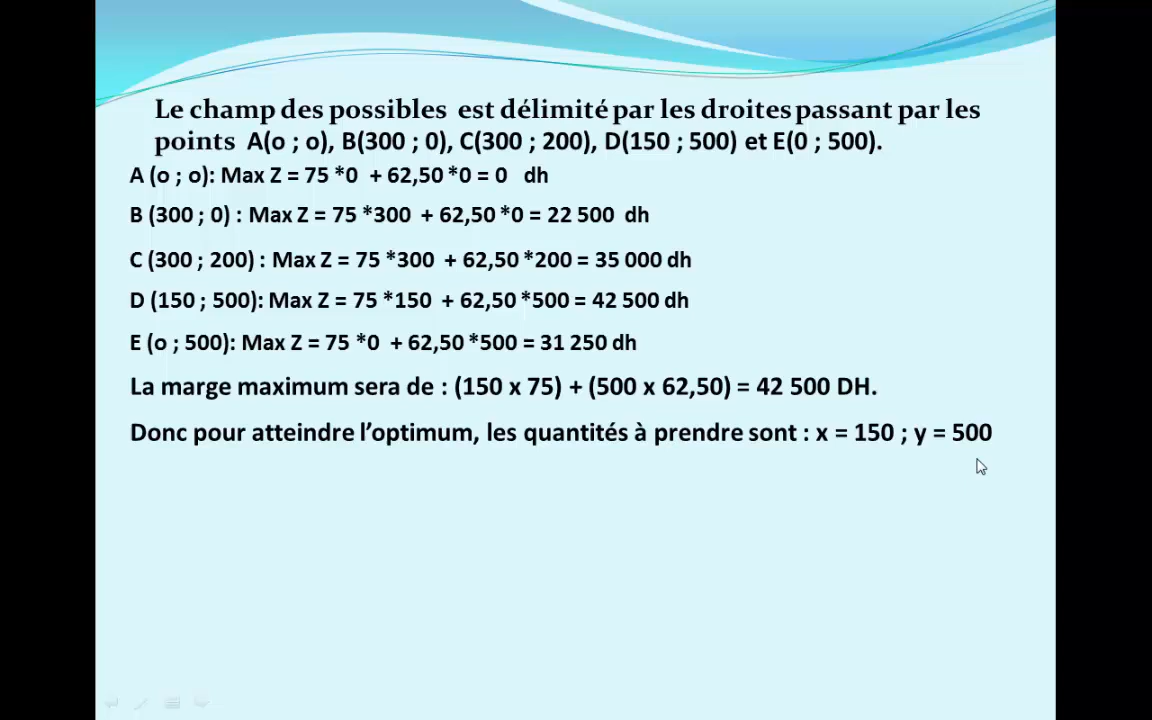 Le champ des possibles est délimité par les droites passant par les
points A(o ; o), B(300 ; 0), C(300 ; 200), D(150 ; 500) et E(0 ; 500).
A (o ; o): Max Z = 75 *0 + 62,50 *0 = 0 dh
B (300 ; 0) : Max Z = 75 *300 + 62,50 *0 = 22 500 dh
C (300 ; 200) : Max Z = 75 *300 + 62,50 *200 = 35 000 dh
D (150 ; 500): Max Z = 75 *150 + 62,50 *500 = 42 500 dh
E (o ; 500): Max Z = 75 *0 + 62,50 *500 = 31 250 dh
La marge maximum sera de : (150 x 75) + (500 x 62,50) = 42 500 DH.
Donc pour atteindre l’optimum, les quantités à prendre sont : x = 150 ; y = 500